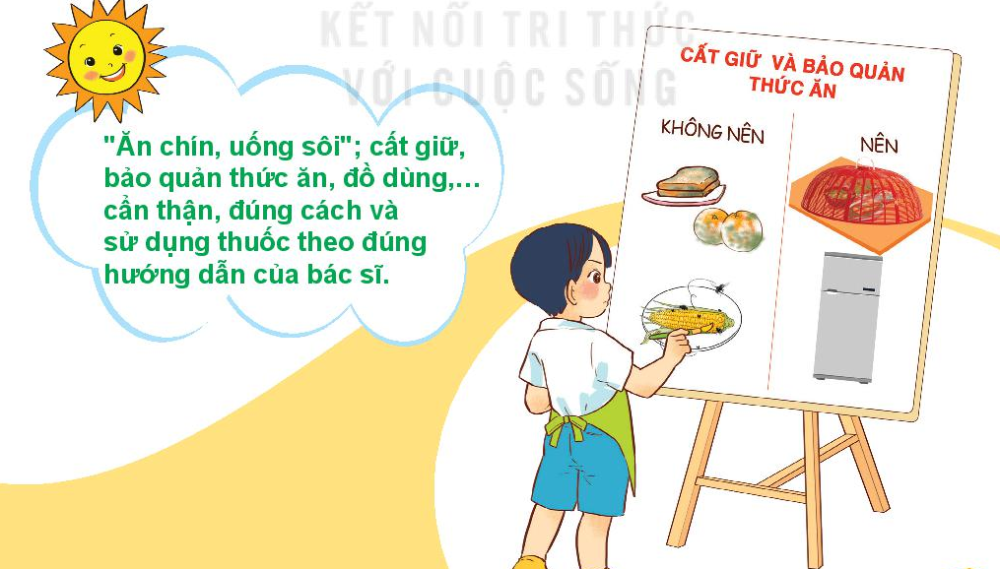 KẾT NỐI TRI THỨC
VỚI CUỘC SỐNG
"Ăn chín, uống sôi"; cất giữ,
bảo quản thức ăn, đồ dùng,...
cẩn thận, đúng cách và
sử dụng thuốc theo đúng
hướng dẫn của bác sĩ.
CẤT GIỮ VÀ BẢO QUẢN
THỨC ĂN
KHÔNG NÊN
NÊN